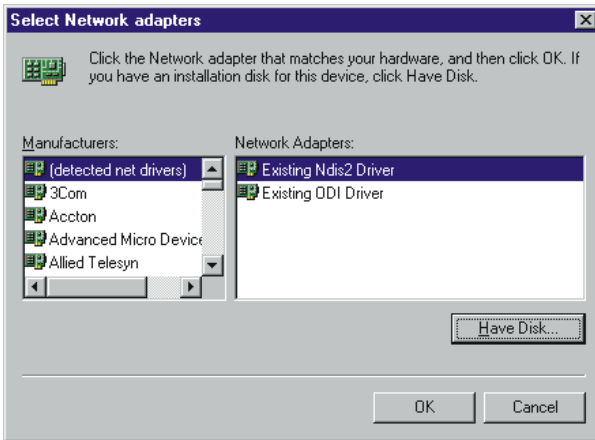 Select Network adapters
Click the Network adapter that matches your hardware, and then click OK. If
you have an installation disk for this device, click Have Disk.
Manufacturers:
(detected net drivers)
3Com
Accton
Advanced Micro Device
Allied Telesyn
Network Adapters:
Existing Ndis2 Driver
Existing ODI Driver
Have Disk...
OK
Cancel